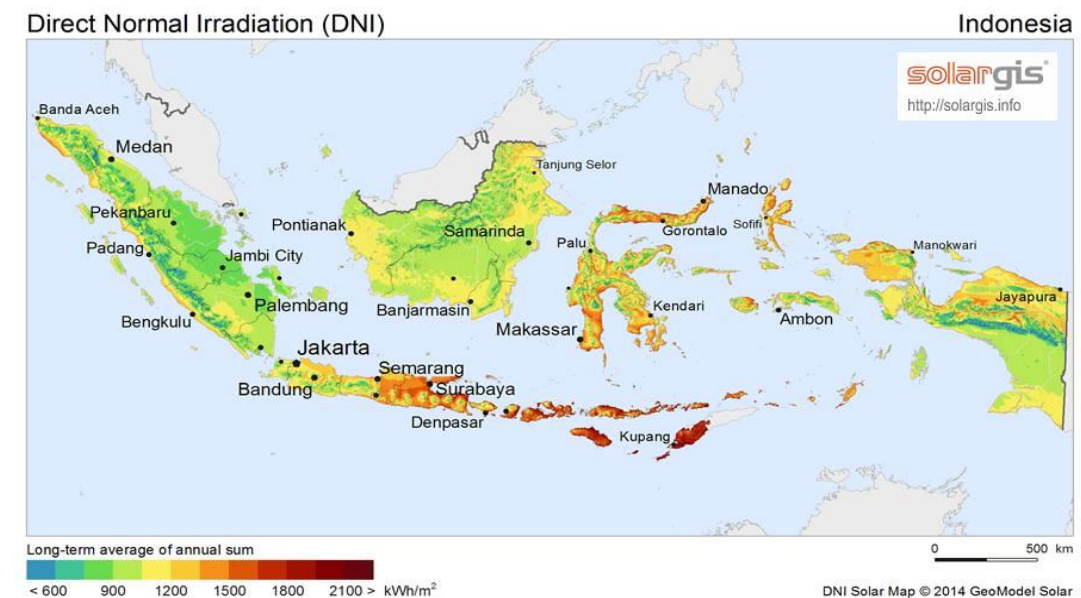 Direct Normal Irradiation (DNI)
Indonesia
solargis
http://solargis.info
Banda Aceh
Medan
Tanjung Selor
Manado
Pekanbaru
Pontianak
Sofifi
Samarinda
Gorontalo
Padang
Palu
Manokwari
Jambi City
Jayapura
Palembang
Banjarmasin
Kendari
Bengkulu
Makassar
Ambon
Jakarta
Semarang
Bandung
Surabaya
Denpasar
Kupang
Long-term average of annual sum
< 600 900 1200 1500 1800 2100 > kWh/m²
0 500 km
DNI Solar Map © 2014 GeoModel Solar